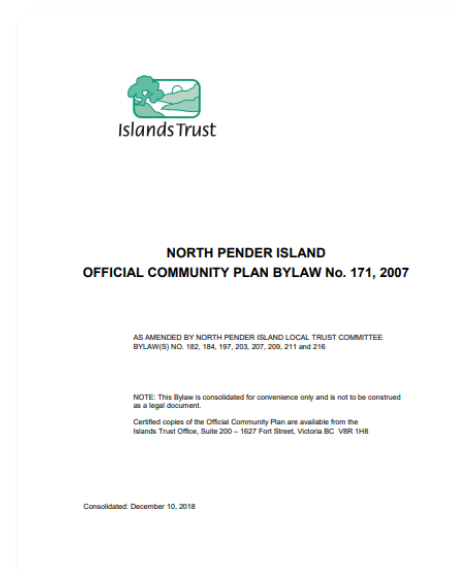 Islands Trust
NORTH PENDER ISLAND
OFFICIAL COMMUNITY PLAN BYLAW No. 171, 2007
AS AMENDED BY NORTH PENDER ISLAND LOCAL TRUST COMMITTEE
BYLAW(S) NO. 182, 184, 197, 203, 207, 209, 211 and 216
NOTE: This Bylaw is consolidated for convenience only and is not to be construed
as a legal document.
Certified copies of the Official Community Plan are available from the
Islands Trust Office, Suite 200 – 1627 Fort Street, Victoria BC V8R 1H8
Consolidated: December 10, 2018